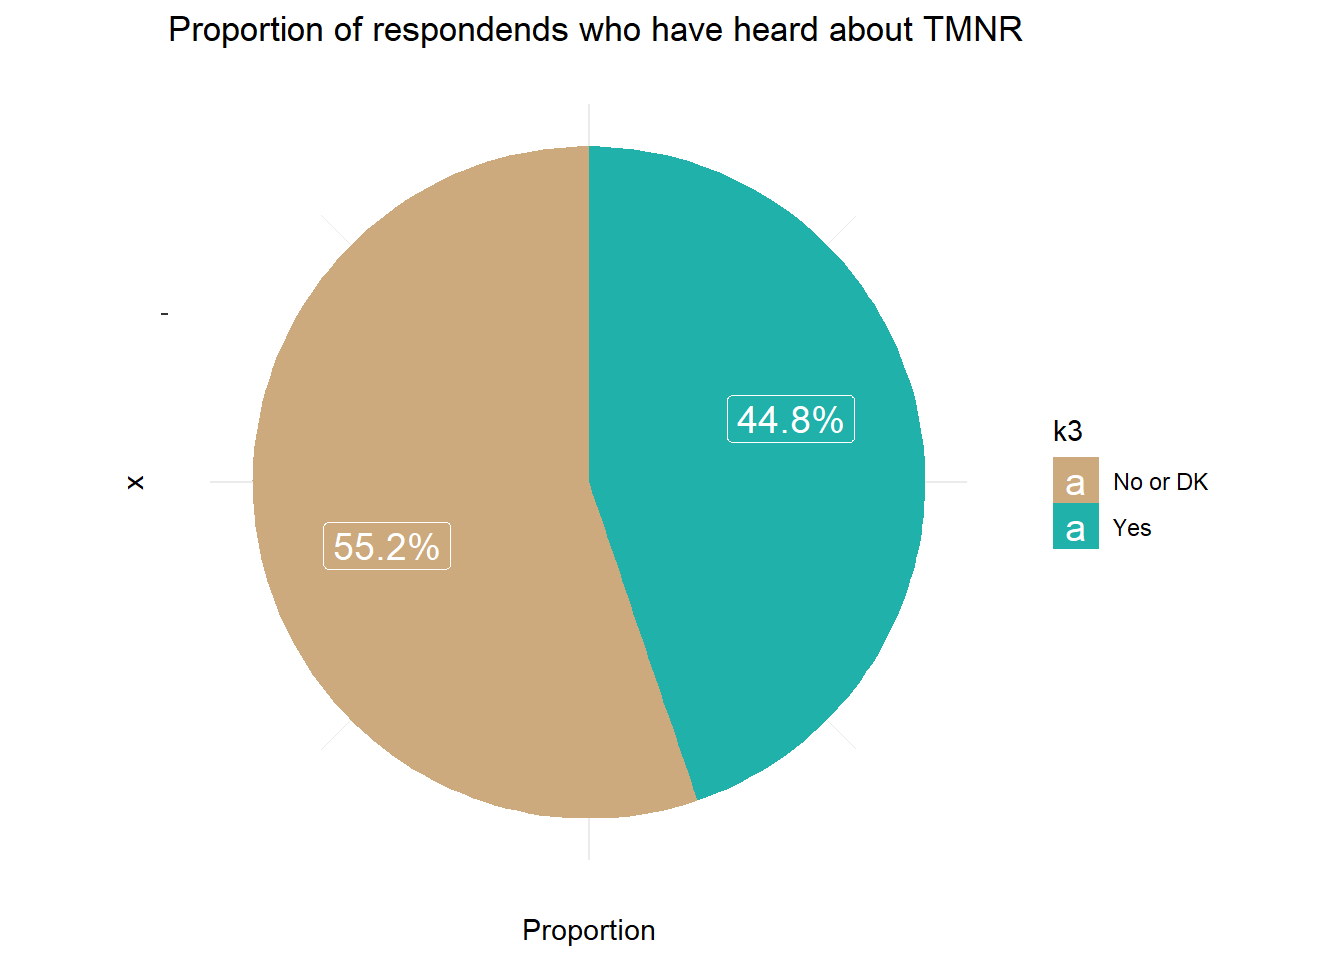 Proportion of respondends who have heard about TMNR
44.8%
55.2%
x
k3
a No or DK
a Yes
Proportion